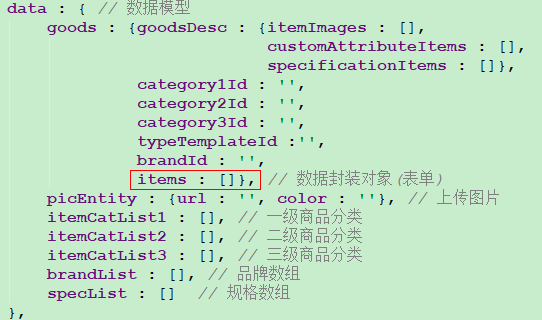 data : { // 数据模型
goods : {goodsDesc : {itemImages : [],
customAttributeItems : [],
specificationItems : []},
category1Id : '',
category2Id : '',
category3Id : '',
typeTemplateId :'',
brandId : '',
items : []}, // 数据封装对象(表单)
picEntity : {url : '', color : ''}, // 上传图片
itemCatList1 : [], // 一级商品分类
itemCatList2 : [], // 二级商品分类
itemCatList3 : [], // 三级商品分类
brandList : [], // 品牌数组
specList : [] // 规格数组
},